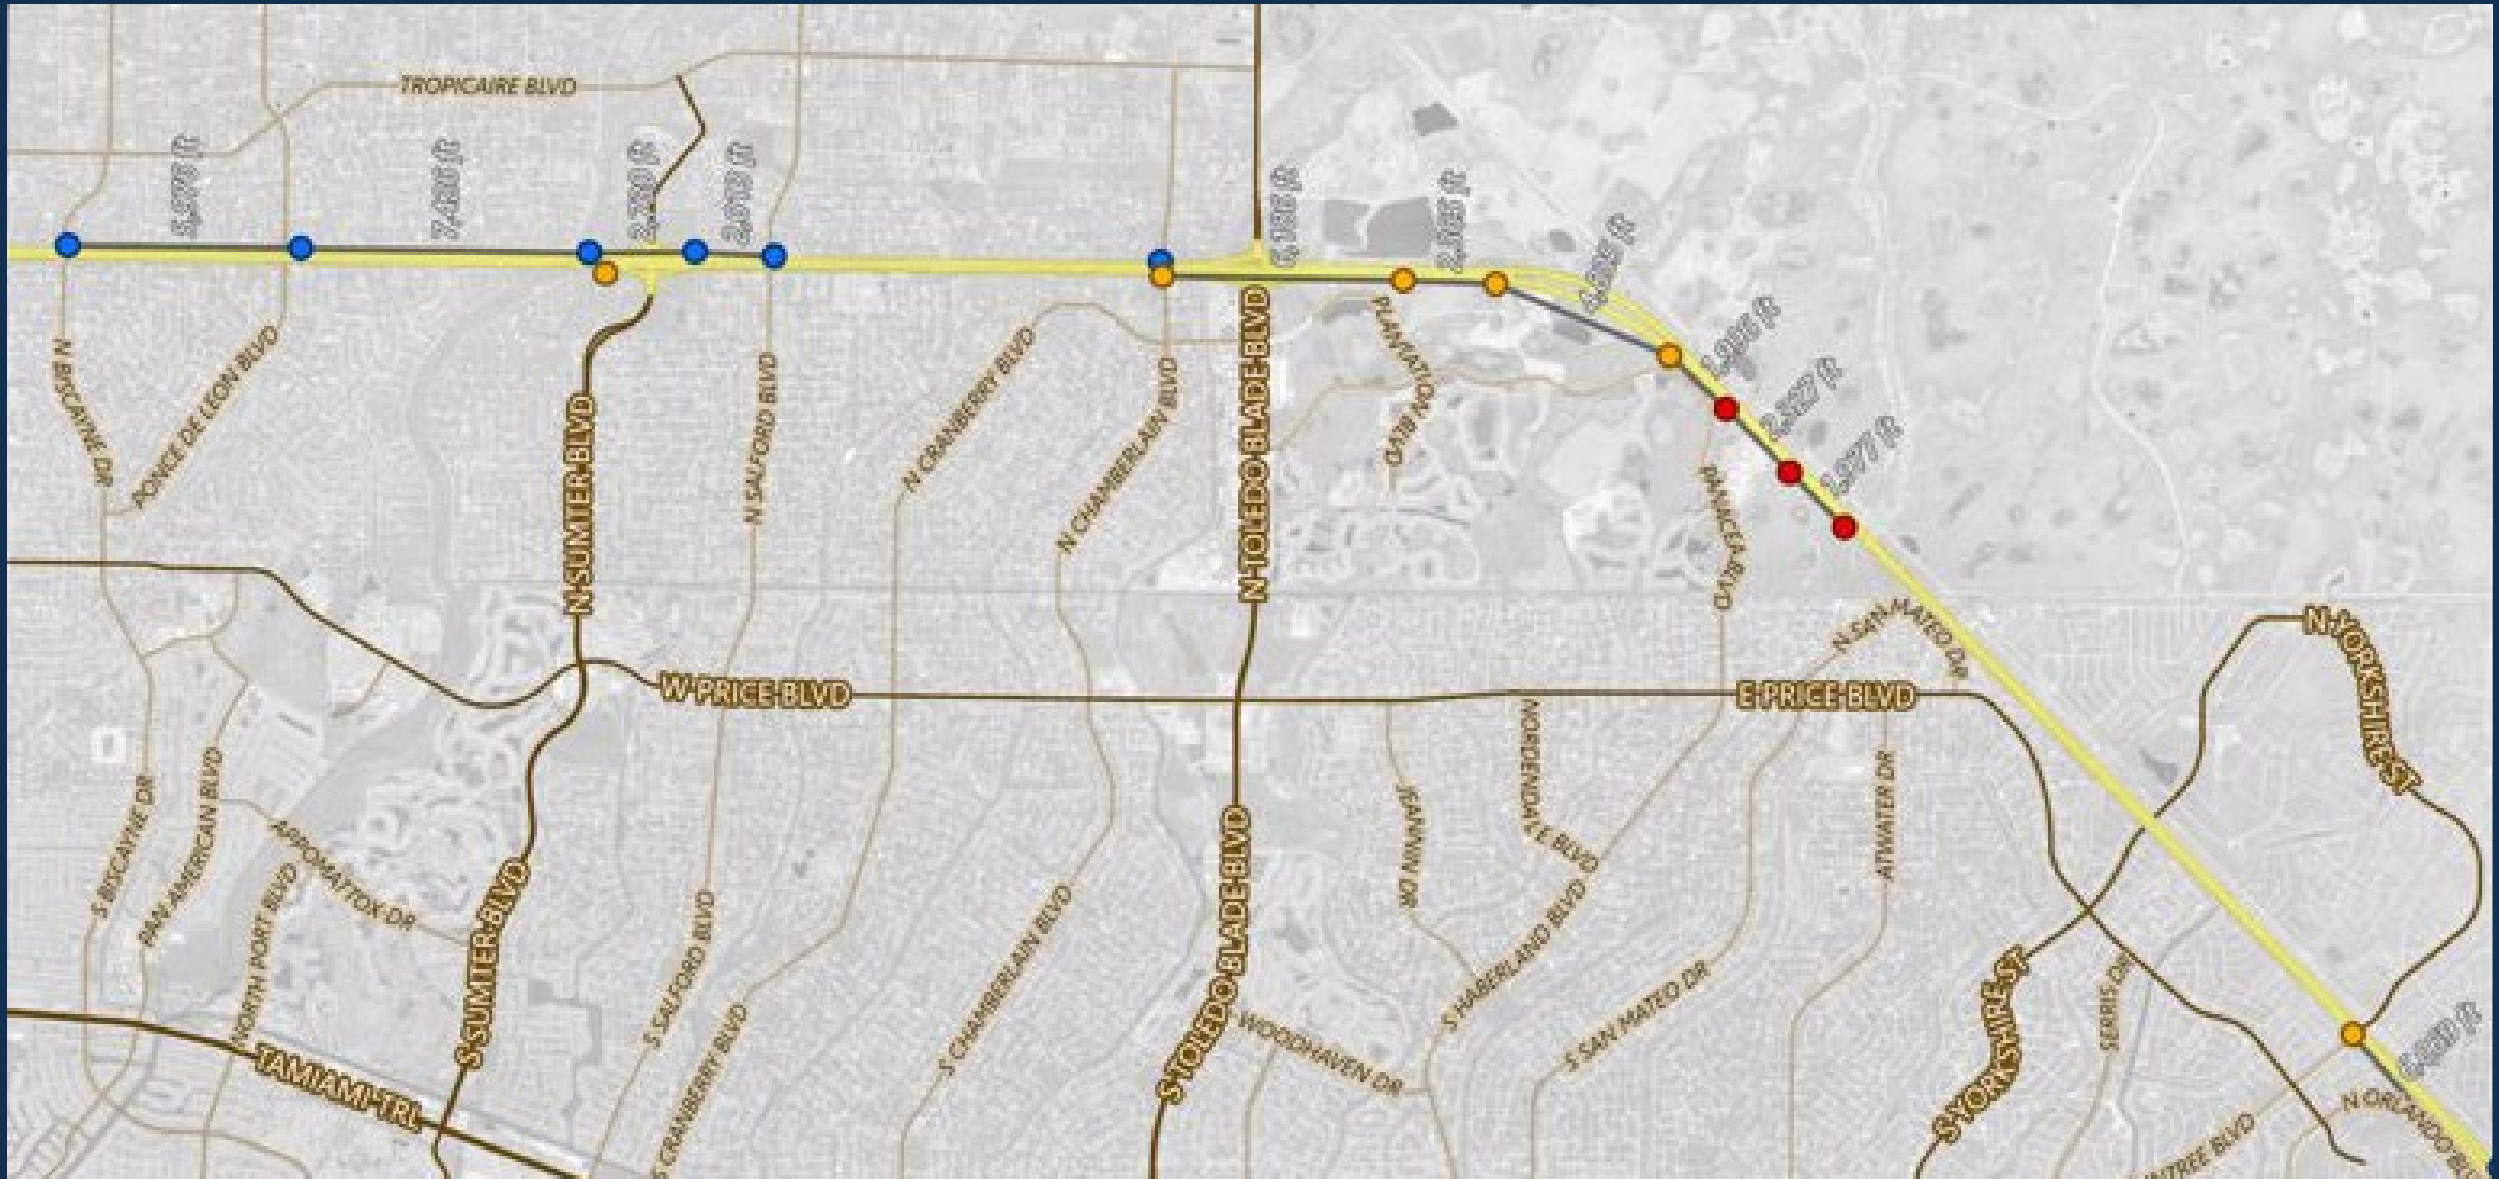 TROPICAIRE BLVD
N BISCAYNE DR
PONCE DE LEON BLVD
N SUMTER BLVD
N SALFORD BLVD
N CRANBERRY BLVD
N CHAMBERLAIN BLVD
N TOLEDO BLADE BLVD
PLANTATION BLVD
PANACEA BLVD
N SAN MATEO DR
N YORKSHIRE ST
W PRICE BLVD
E PRICE BLVD
S BISCAYNE DR
PAN AMERICAN BLVD
APPOMATTOX DR
NORTH PORT BLVD
S SUMTER BLVD
S SALFORD BLVD
S CRANBERRY BLVD
S CHAMBERLAIN BLVD
S TOLEDO BLADE BLVD
WOODHAVEN DR
JEANNIN DR
NORDENDALE BLVD
S HABERLAND BLVD
S SAN MATEO DR
ATWATER DR
S YORKSHIRE ST
SERRIS DR
TAMIAMI TRL